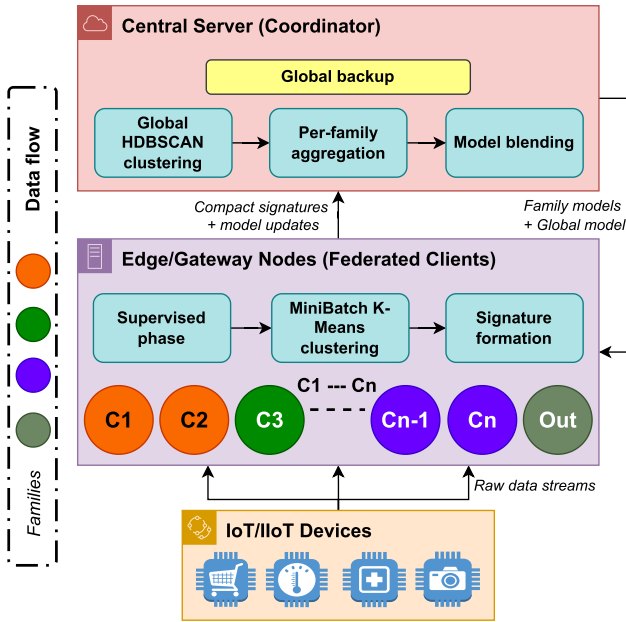 Central Server (Coordinator)
Global backup
Global
HDBSCAN
clustering
Per-family
aggregation
Model blending
Compact signatures
+ model updates
Family models
+ Global model
Data flow
Families
Edge/Gateway Nodes (Federated Clients)
Supervised
phase
MiniBatch K-
Means
clustering
Signature
formation
C1 --- Cn
C1
C2
C3
Cn-1
Cn
Out
Raw data streams
IoT/IIoT Devices